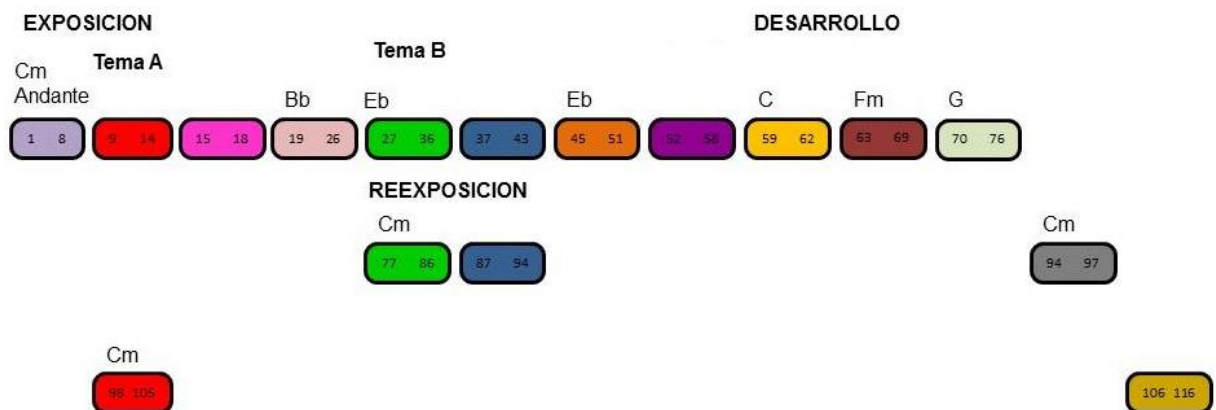 EXPOSICION
DESARROLLO
Tema A
Tema B
Cm
Andante
Bb
Eb
Eb
C
Fm
G
1 8
9 14
15 18
19 26
27 36
37 43
45 51
52 58
59 62
63 69
70 76
REEXPOSICION
Cm
Cm
77 86
87 94
94 97
Cm
98 105
106 116